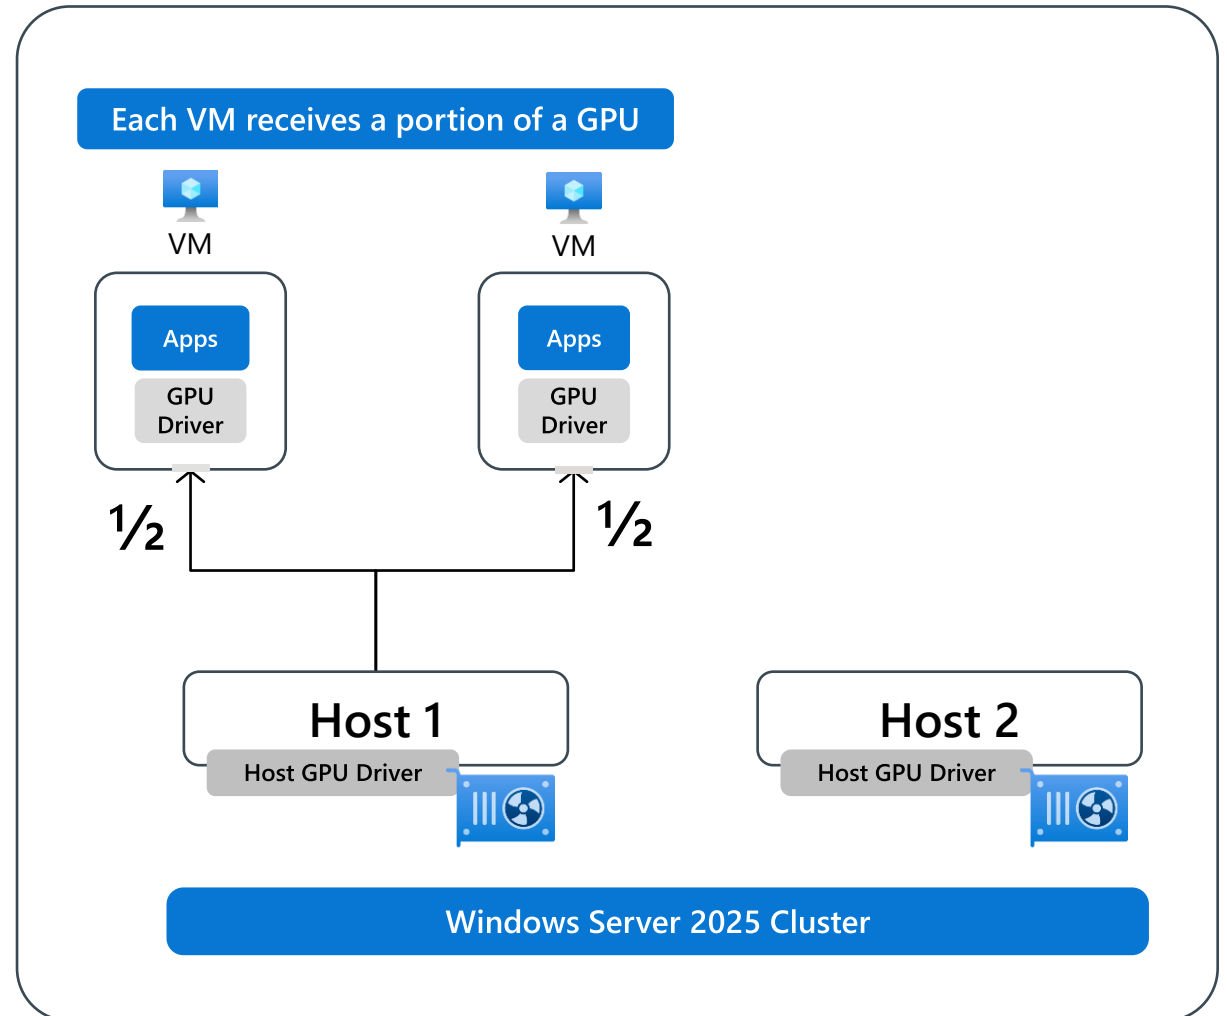 Each VM receives a portion of a GPU
VM
VM
Apps
GPU
Driver
Apps
GPU
Driver
½
½
Host 1
Host GPU Driver
Host 2
Host GPU Driver
Windows Server 2025 Cluster